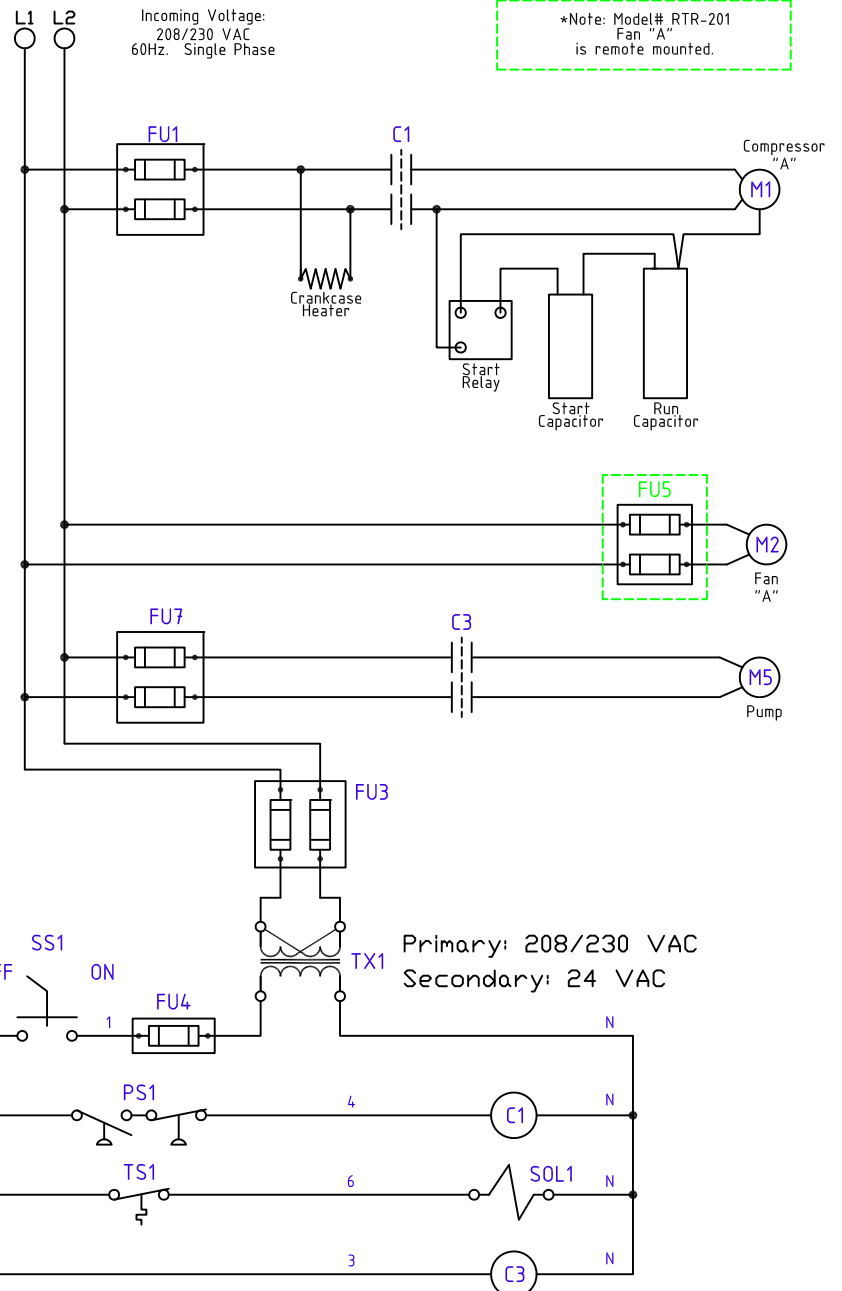 L1 L2
Incoming Voltage:
208/230 VAC
60Hz. Single Phase
*Note: Model# RTR-201
Fan "A"
is remote mounted.
FU1
C1
Compressor
"A"
M1
Crankcase
Heater
Start
Relay
Start
Capacitor
Run
Capacitor
FU5
M2
Fan
"A"
FU7
C3
M5
Pump
FU3
TX1
Primary: 208/230 VAC
Secondary: 24 VAC
SS1
FF
ON
FU4
1
N
PS1
4
C1
N
TS1
6
SOL1
N
3
C3
N